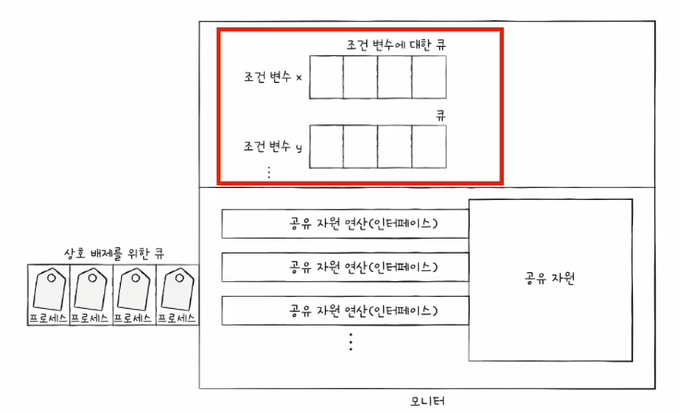 조건 변수에 대한 큐
조건 변수 x
큐
조건 변수 y
공유 자원 연산(인터페이스)
상호 배제를 위한 큐
공유 자원 연산(인터페이스)
공유 자원
프로세스 프로세스 프로세스 프로세스
공유 자원 연산(인터페이스)
모니터